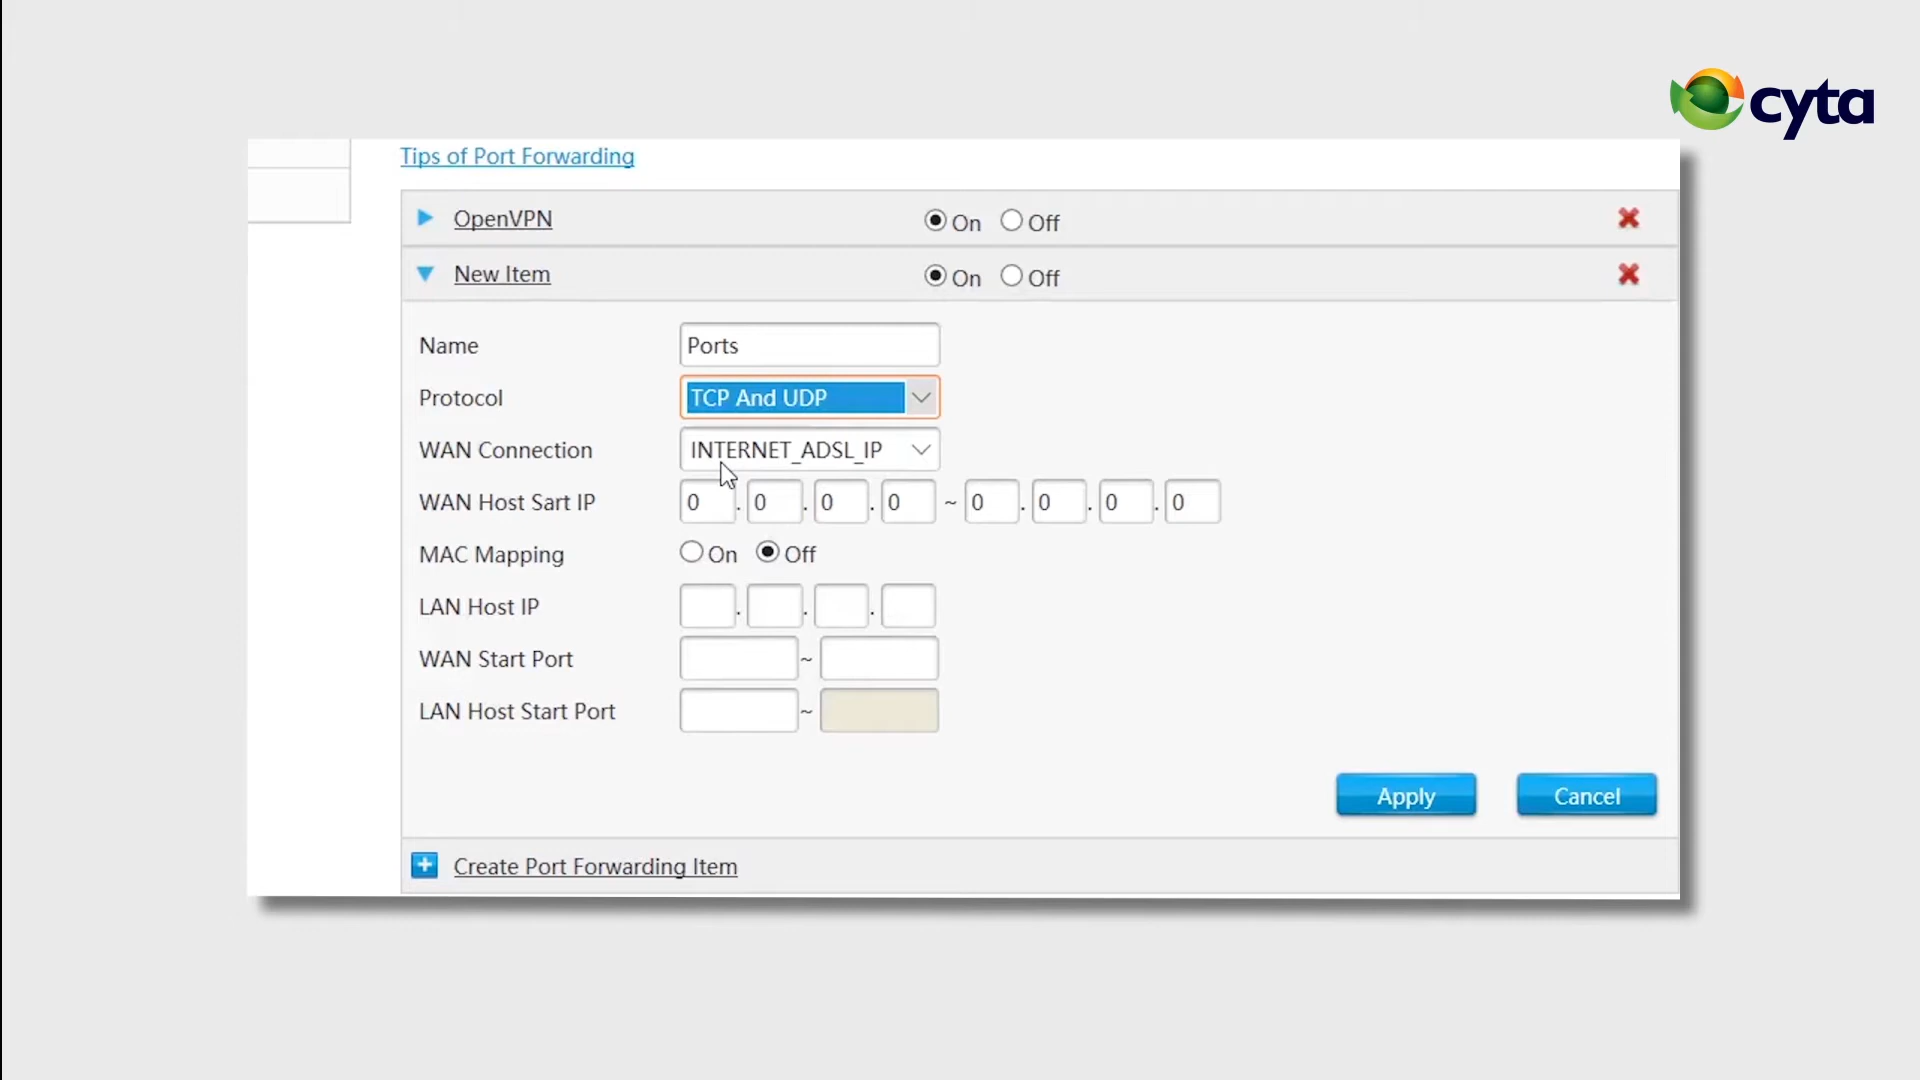 cyta
Tips of Port Forwarding
OpenVPN On Off
New Item On Off
Name Ports
Protocol TCP And UDP
WAN Connection INTERNET_ADSL_IP
WAN Host Sart IP 0 . 0 . 0 . 0 ~ 0 . 0 . 0 . 0
MAC Mapping On Off
LAN Host IP . . .
WAN Start Port ~
LAN Host Start Port ~
Apply Cancel
Create Port Forwarding Item